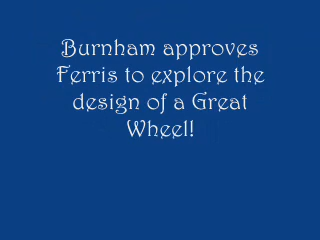 Burnham approves
Ferris to explore the
design of a Great
Wheel!